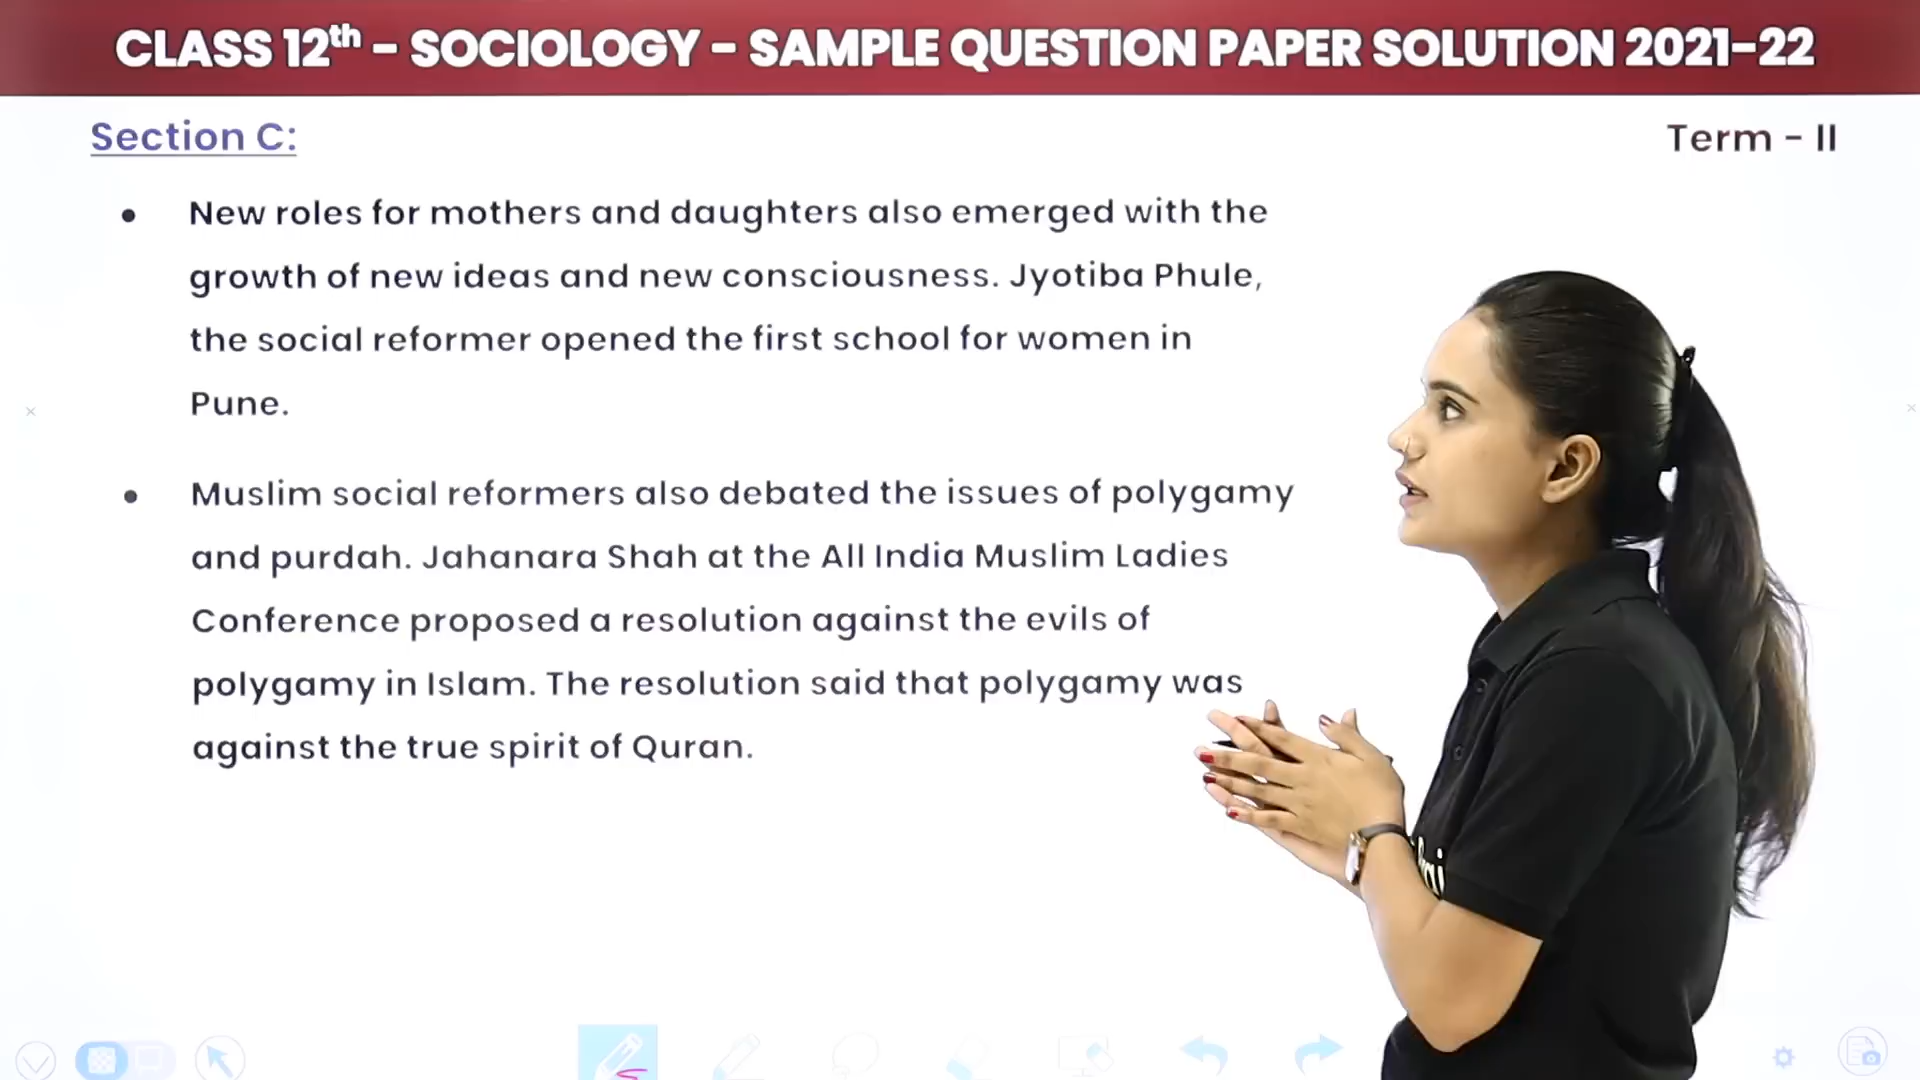 CLASS 12th - SOCIOLOGY - SAMPLE QUESTION PAPER SOLUTION 2021-22
Section C:
Term - II
• New roles for mothers and daughters also emerged with the
growth of new ideas and new consciousness. Jyotiba Phule,
the social reformer opened the first school for women in
Pune.
• Muslim social reformers also debated the issues of polygamy
and purdah. Jahanara Shah at the All India Muslim Ladies
Conference proposed a resolution against the evils of
polygamy in Islam. The resolution said that polygamy was
against the true spirit of Quran.